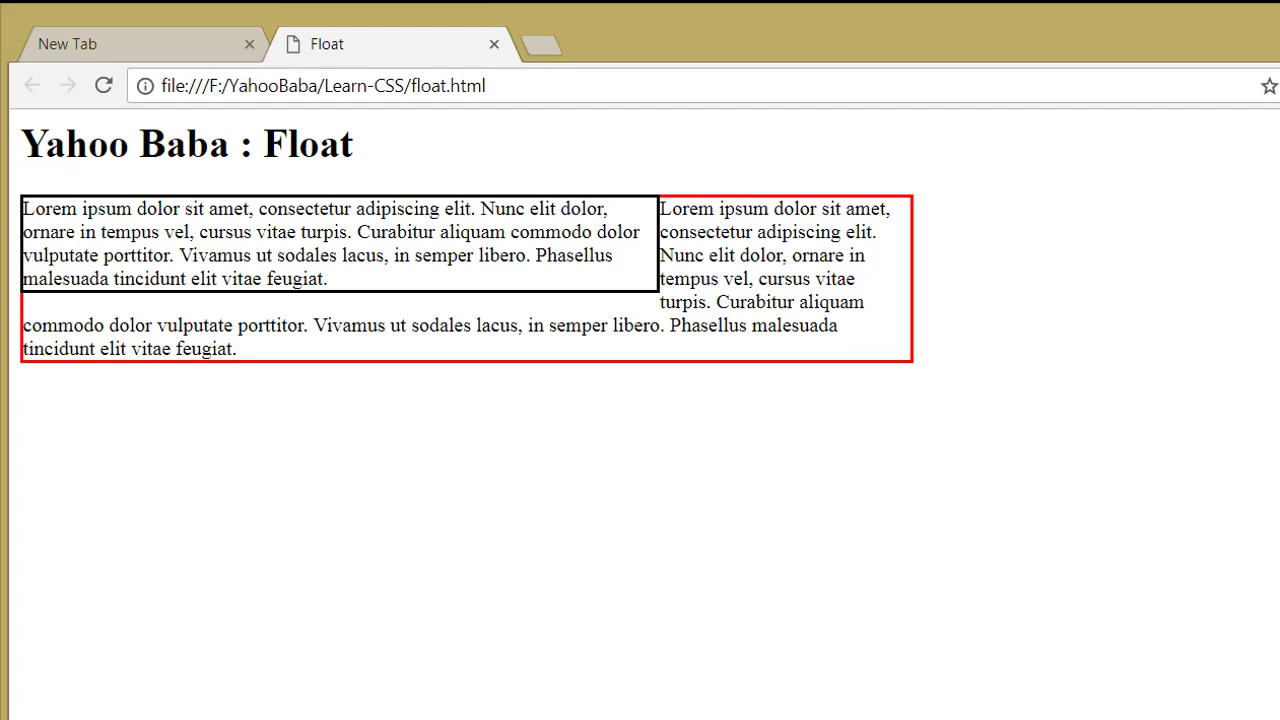 New Tab
Float
file:///F:/YahooBaba/Learn-CSS/float.html
Yahoo Baba : Float
Lorem ipsum dolor sit amet, consectetur adipiscing elit. Nunc elit dolor,
ornare in tempus vel, cursus vitae turpis. Curabitur aliquam commodo dolor
vulputate porttitor. Vivamus ut sodales lacus, in semper libero. Phasellus
malesuada tincidunt elit vitae feugiat.
Lorem ipsum dolor sit amet,
consectetur adipiscing elit.
Nunc elit dolor, ornare in
tempus vel, cursus vitae
turpis. Curabitur aliquam
commodo dolor vulputate porttitor. Vivamus ut sodales lacus, in semper libero. Phasellus malesuada
tincidunt elit vitae feugiat.